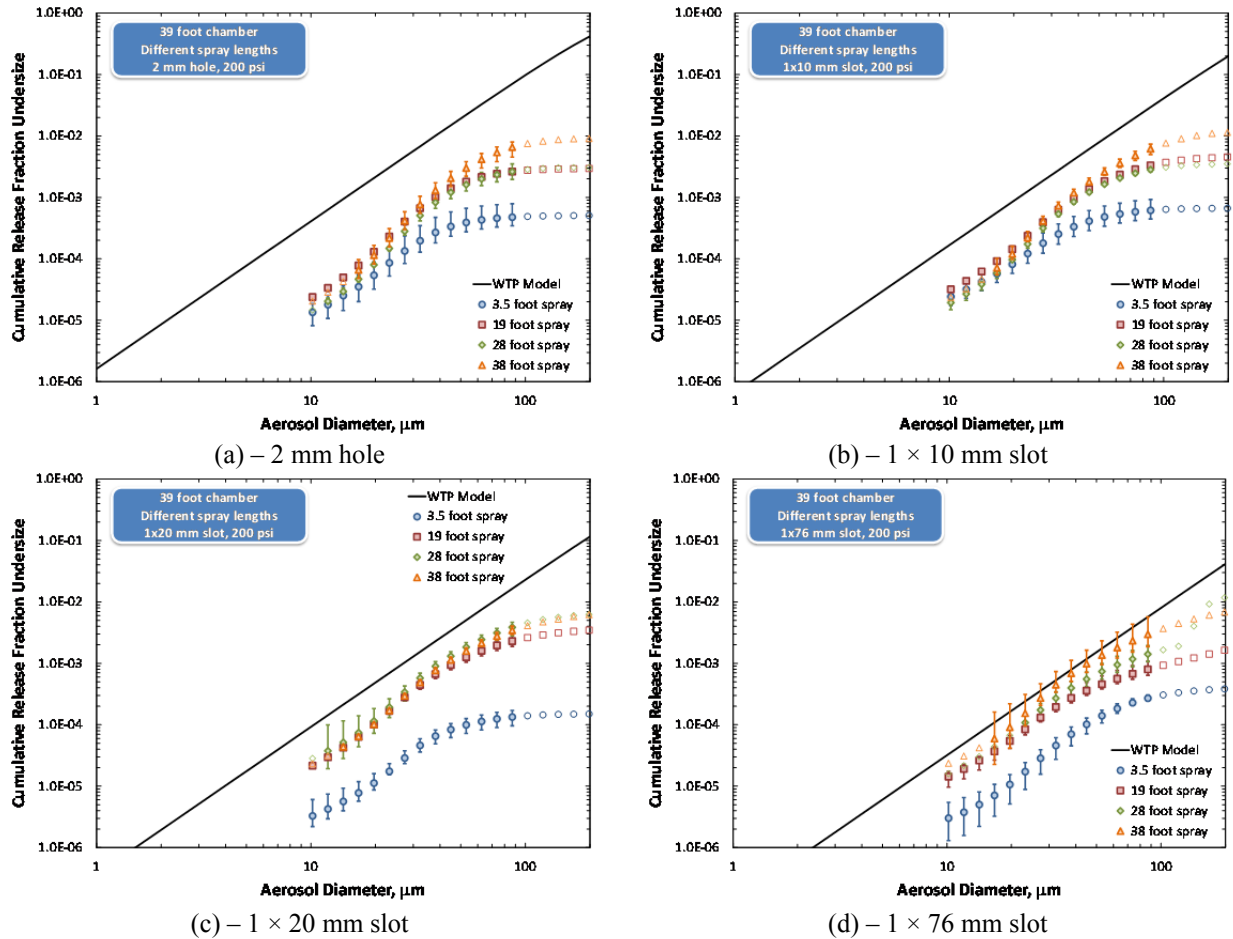 39 foot chamber
Different spray lengths
2 mm hole, 200 psi
1.0E+00
1.0E-01
1.0E-02
1.0E-03
1.0E-04
1.0E-05
1.0E-06
Cumulative Release Fraction Undersize
WTP Model
3.5 foot spray
19 foot spray
28 foot spray
38 foot spray
1
10
100
Aerosol Diameter, μm
(a) – 2 mm hole
39 foot chamber
Different spray lengths
1x10 mm slot, 200 psi
1.0E+00
1.0E-01
1.0E-02
1.0E-03
1.0E-04
1.0E-05
1.0E-06
Cumulative Release Fraction Undersize
WTP Model
3.5 foot spray
19 foot spray
28 foot spray
38 foot spray
1
10
100
Aerosol Diameter, μm
(b) – 1 × 10 mm slot
39 foot chamber
Different spray lengths
1x20 mm slot, 200 psi
1.0E+00
1.0E-01
1.0E-02
1.0E-03
1.0E-04
1.0E-05
1.0E-06
Cumulative Release Fraction Undersize
WTP Model
3.5 foot spray
19 foot spray
28 foot spray
38 foot spray
1
10
100
Aerosol Diameter, μm
(c) – 1 × 20 mm slot
39 foot chamber
Different spray lengths
1x76 mm slot, 200 psi
1.0E+00
1.0E-01
1.0E-02
1.0E-03
1.0E-04
1.0E-05
1.0E-06
Cumulative Release Fraction Undersize
WTP Model
3.5 foot spray
19 foot spray
28 foot spray
38 foot spray
1
10
100
Aerosol Diameter, μm
(d) – 1 × 76 mm slot